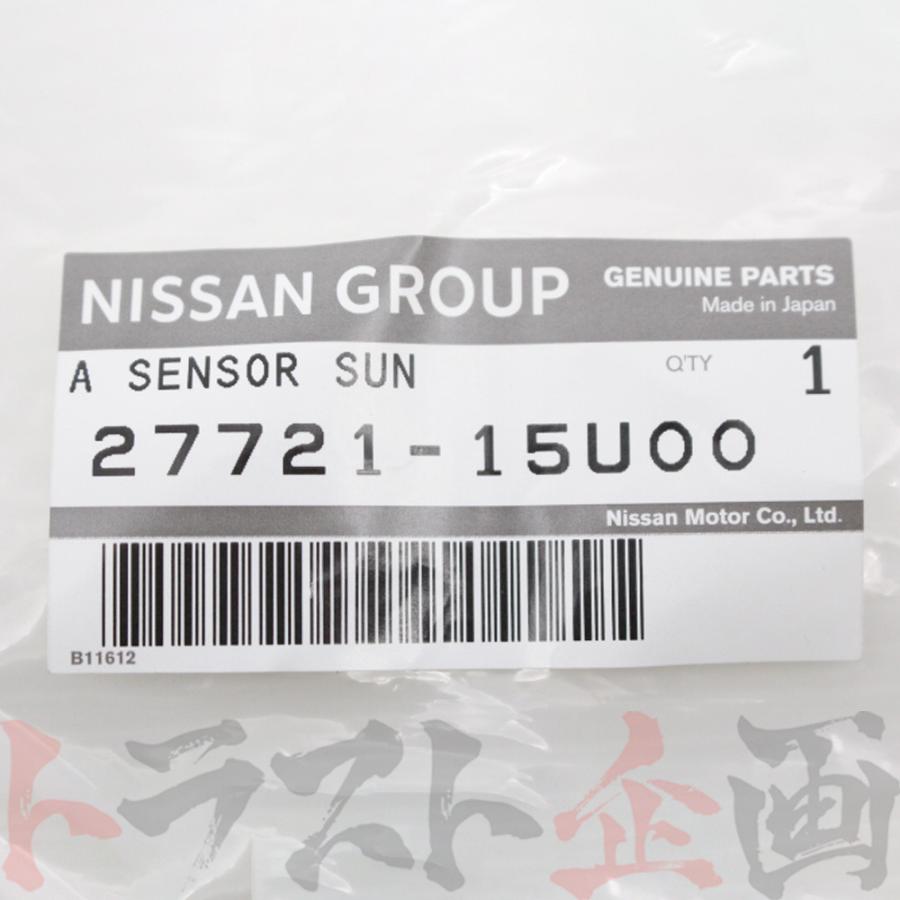 NISSAN GROUP
GENUINE PARTS
Made in Japan
A SENSOR SUN
Q'TY 1
27721-15U00
Nissan Motor Co., Ltd.
B11612
トラスト企画